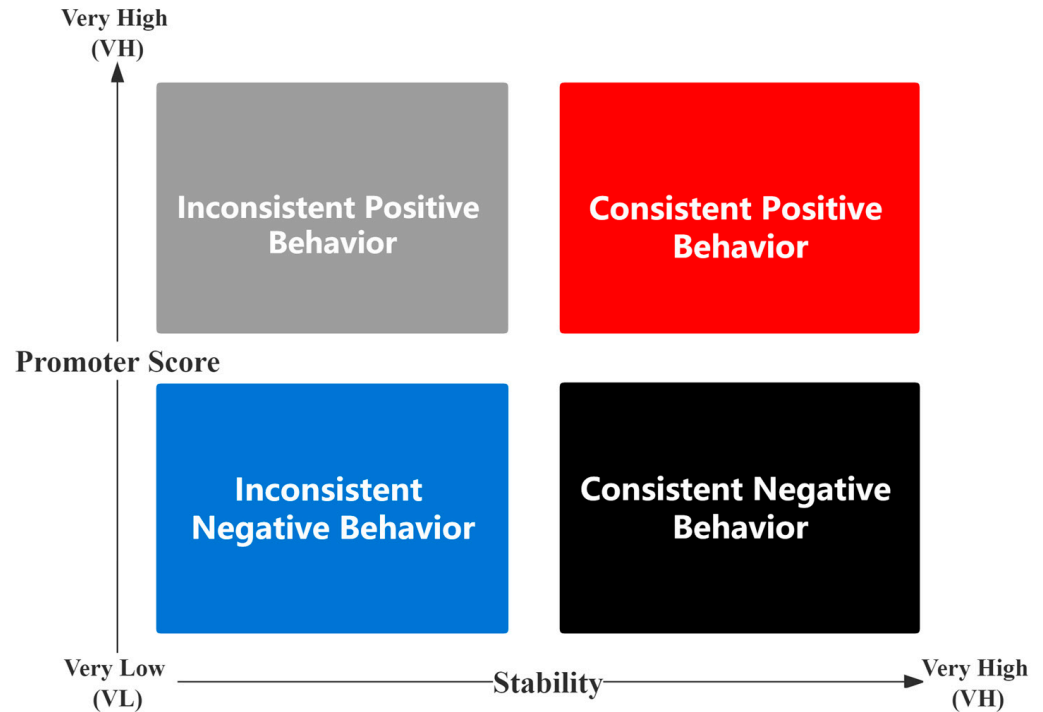 Very High
(VH)
Inconsistent Positive
Behavior
Consistent Positive
Behavior
Promoter Score
Inconsistent
Negative Behavior
Consistent Negative
Behavior
Very Low
(VL)
Stability
Very High
(VH)